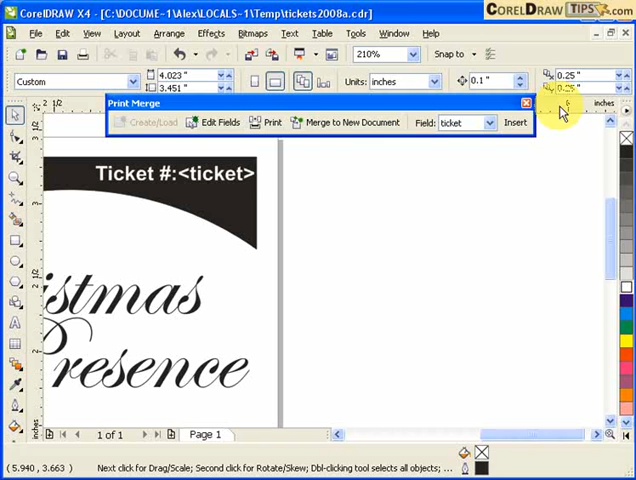 CorelDRAW X4 - [C:\DOCUME~1\Alex\LOCALS~1\Temp\tickets2008a.cdr]
CORELDRAW TIPS.com
File Edit View Layout Arrange Effects Bitmaps Text Table Tools Window Help
210% Snap to
Custom 4.023 " 3.451 " Units: inches 0.1 " 0.25 " 0.25 "
Print Merge
inches
Create/Load Edit Fields Print Merge to New Document Field: ticket Insert
Ticket #:<ticket>
istmas
Presence
inches
1 of 1 Page 1
(5.940, 3.663) Next click for Drag/Scale; Second click for Rotate/Skew; Dbl-clicking tool selects all objects;